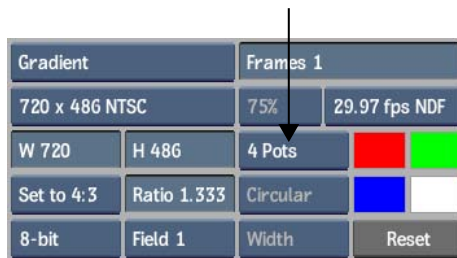 Gradient Frames 1
720 x 486 NTSC 75% 29.97 fps NDF
W 720 H 486 4 Pots
Set to 4:3 Ratio 1.333 Circular
8-bit Field 1 Width Reset